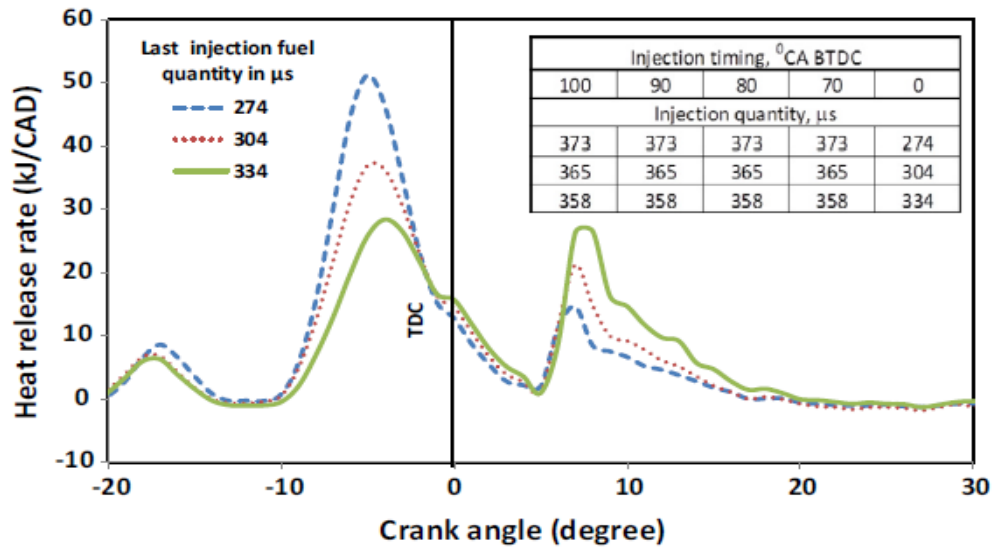 60
50
40
30
20
10
0
-10
Heat release rate (kJ/CAD)
Last injection fuel
quantity in µs
274
304
334
Injection timing, ⁰CA BTDC
100 90 80 70 0
Injection quantity, µs
373 373 373 373 274
365 365 365 365 304
358 358 358 358 334
TDC
-20 -10 0 10 20 30
Crank angle (degree)